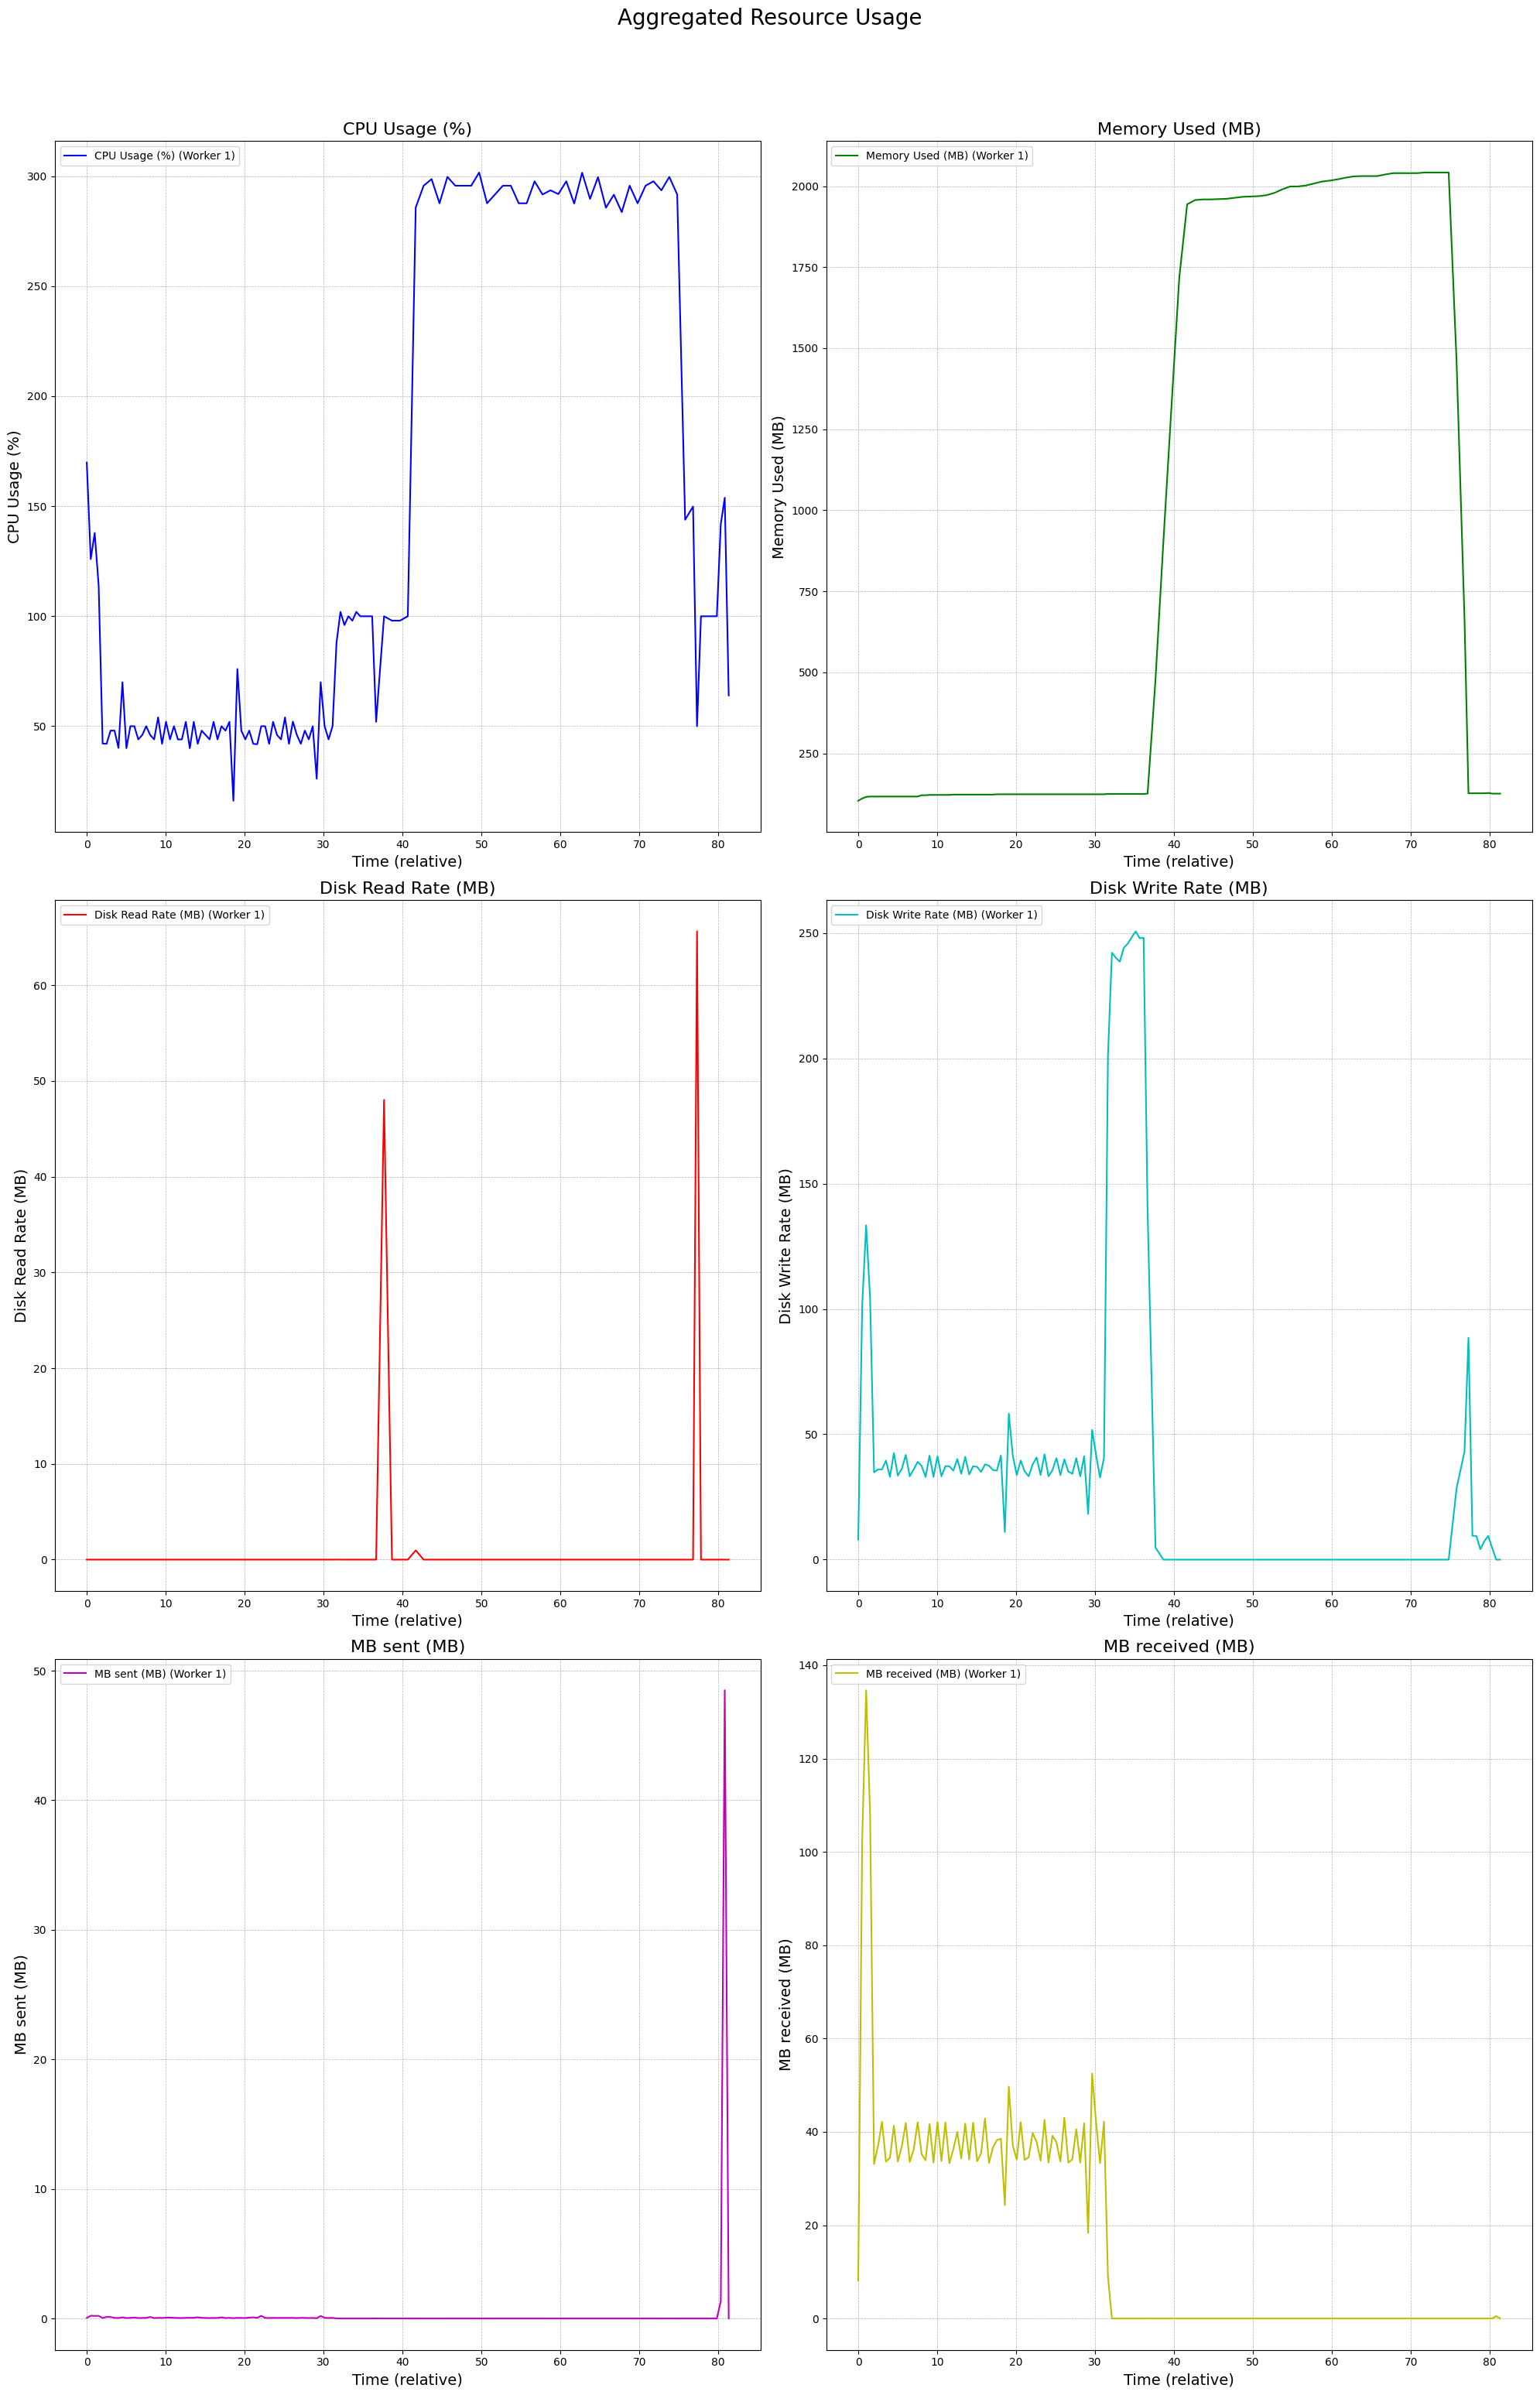 Aggregated Resource Usage
CPU Usage (%)
CPU Usage (%) (Worker 1)
CPU Usage (%)
300
250
200
150
100
50
0 10 20 30 40 50 60 70 80
Time (relative)
Memory Used (MB)
Memory Used (MB) (Worker 1)
Memory Used (MB)
2000
1750
1500
1250
1000
750
500
250
0 10 20 30 40 50 60 70 80
Time (relative)
Disk Read Rate (MB)
Disk Read Rate (MB) (Worker 1)
Disk Read Rate (MB)
60
50
40
30
20
10
0
0 10 20 30 40 50 60 70 80
Time (relative)
Disk Write Rate (MB)
Disk Write Rate (MB) (Worker 1)
Disk Write Rate (MB)
250
200
150
100
50
0
0 10 20 30 40 50 60 70 80
Time (relative)
MB sent (MB)
MB sent (MB) (Worker 1)
MB sent (MB)
50
40
30
20
10
0
0 10 20 30 40 50 60 70 80
Time (relative)
MB received (MB)
MB received (MB) (Worker 1)
MB received (MB)
140
120
100
80
60
40
20
0
0 10 20 30 40 50 60 70 80
Time (relative)